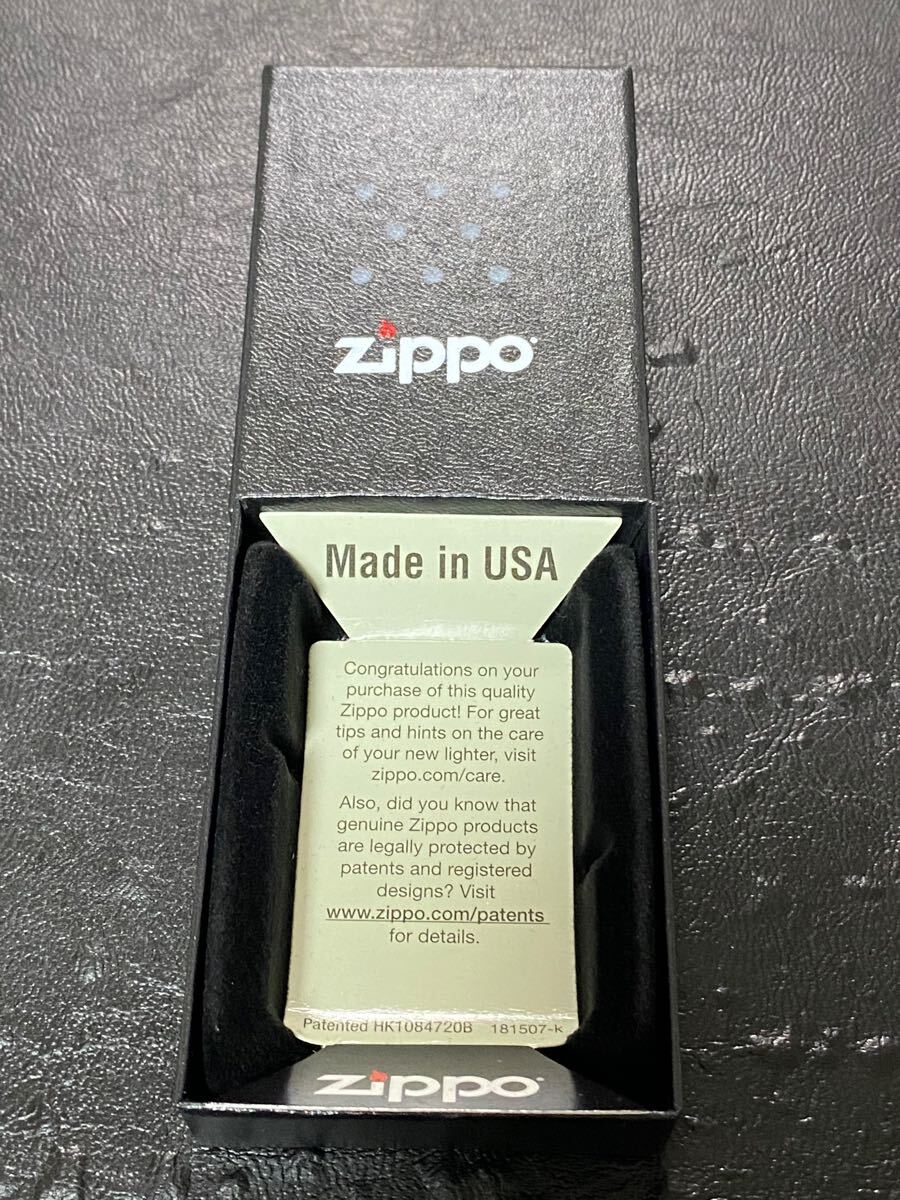 zippo
Made in USA
Congratulations on your
purchase of this quality
Zippo product! For great
tips and hints on the care
of your new lighter, visit
zippo.com/care.
Also, did you know that
genuine Zippo products
are legally protected by
patents and registered
designs? Visit
www.zippo.com/patents
for details.
Patented HK1084720B 181507-k
zippo